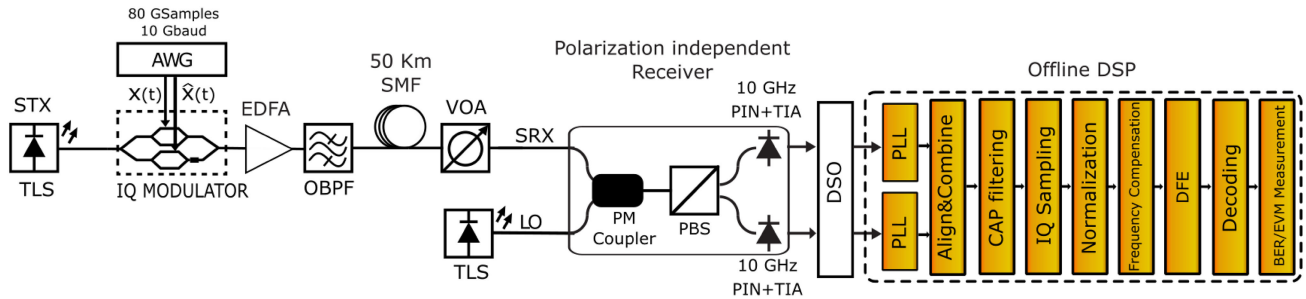 80 GSamples
10 Gbaud
AWG
X(t)
X̂(t)
STX
TLS
IQ MODULATOR
EDFA
OBPF
50 Km
SMF
VOA
SRX
LO
TLS
Polarization independent
Receiver
PM
Coupler
PBS
10 GHz
PIN+TIA
10 GHz
PIN+TIA
DSO
Offline DSP
PLL
PLL
Align&Combine
CAP filtering
IQ Sampling
Normalization
Frequency Compensation
DFE
Decoding
BER/EVM Measurement